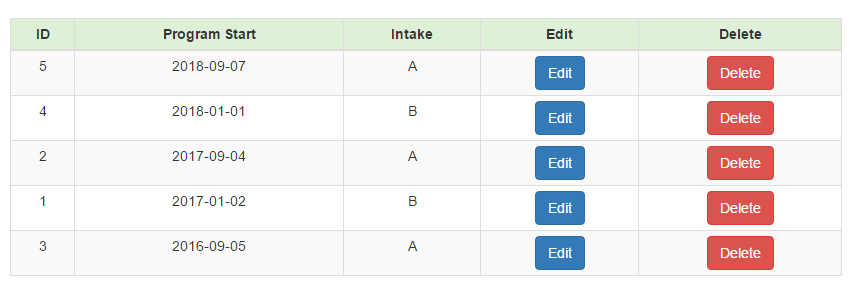 ID Program Start Intake Edit Delete
5 2018-09-07 A Edit Delete
4 2018-01-01 B Edit Delete
2 2017-09-04 A Edit Delete
1 2017-01-02 B Edit Delete
3 2016-09-05 A Edit Delete